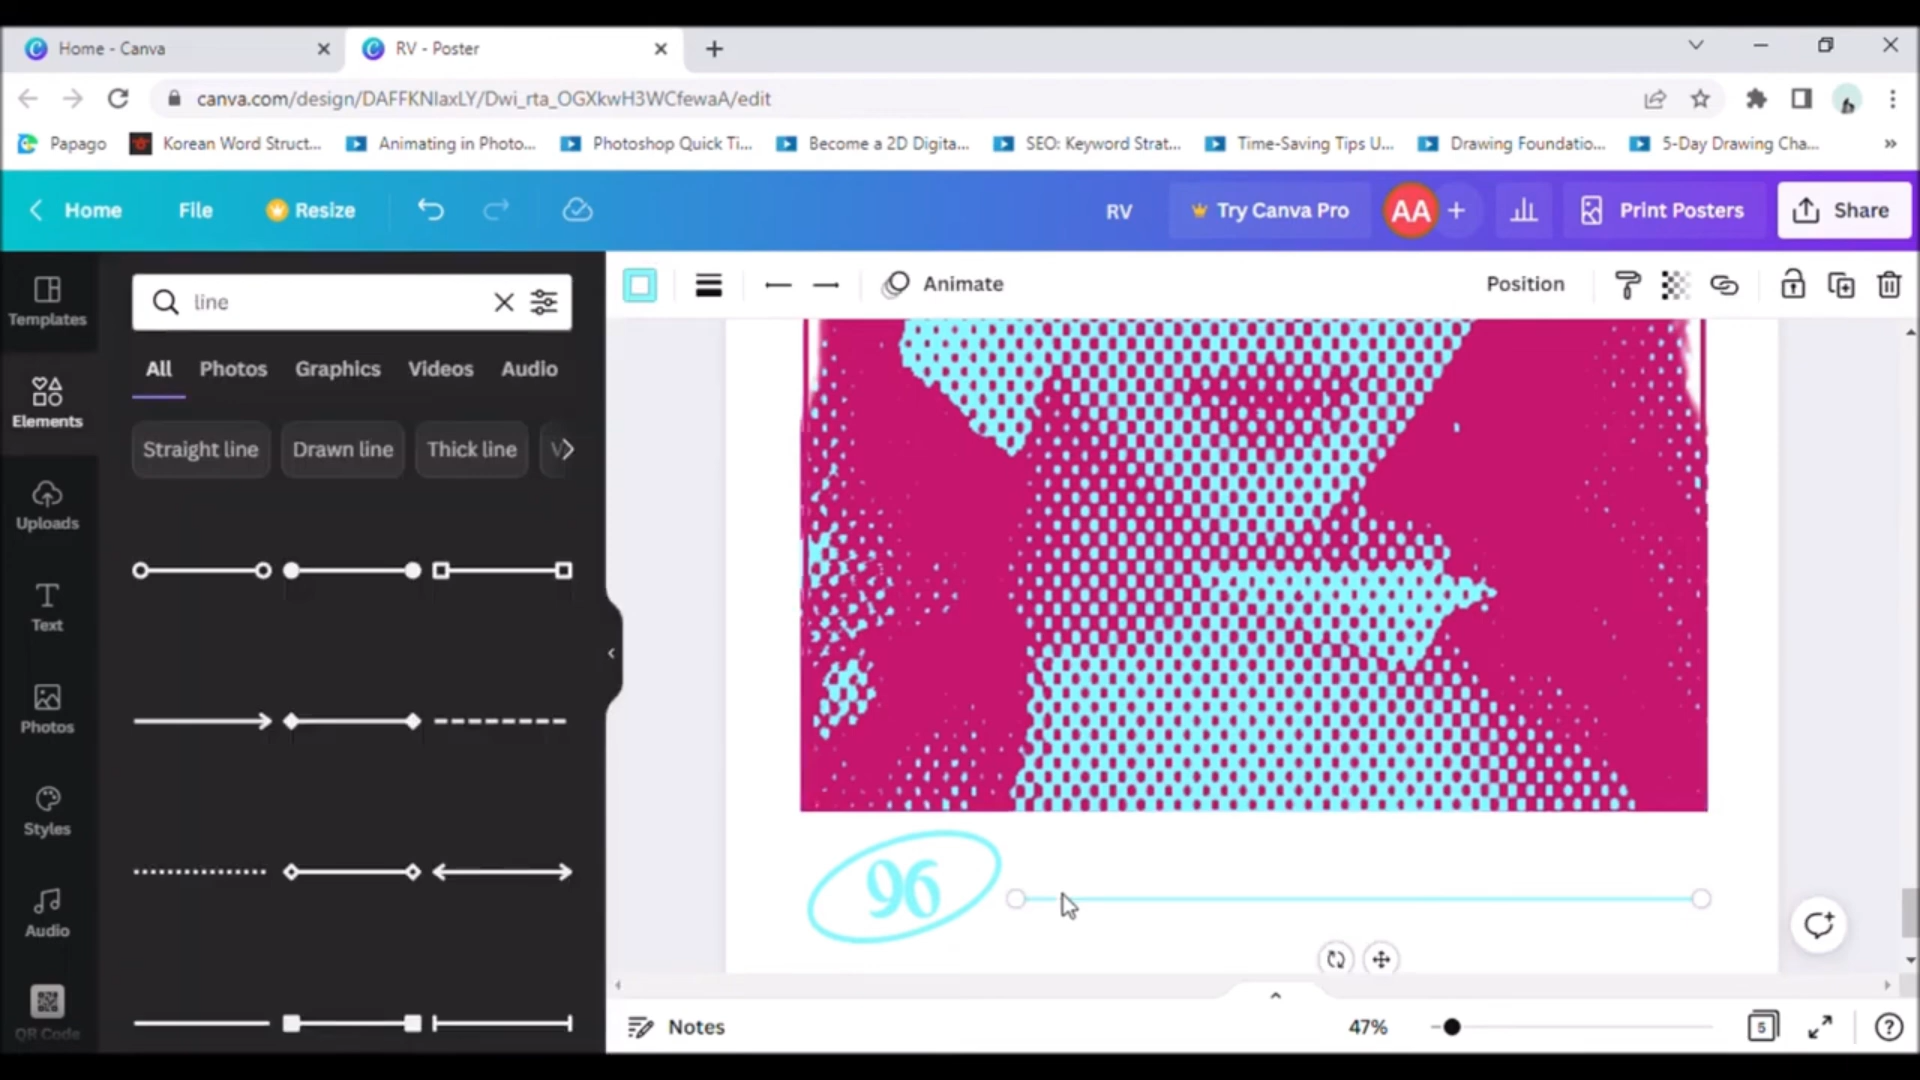 Home - Canva
RV - Poster
canva.com/design/DAFFKNIaxLY/Dwi_rta_OGXkwH3WCfewaA/edit
Papago Korean Word Struct... Animating in Photo... Photoshop Quick Ti... Become a 2D Digita... SEO: Keyword Strat... Time-Saving Tips U... Drawing Foundatio... 5-Day Drawing Cha... »
Home File Resize RV Try Canva Pro AA + Print Posters Share
line
Animate Position
Templates
All Photos Graphics Videos Audio
Elements
Straight line Drawn line Thick line V
Uploads
Text
Photos
Styles
Audio
96
QR Code
Notes 47% 5 ?